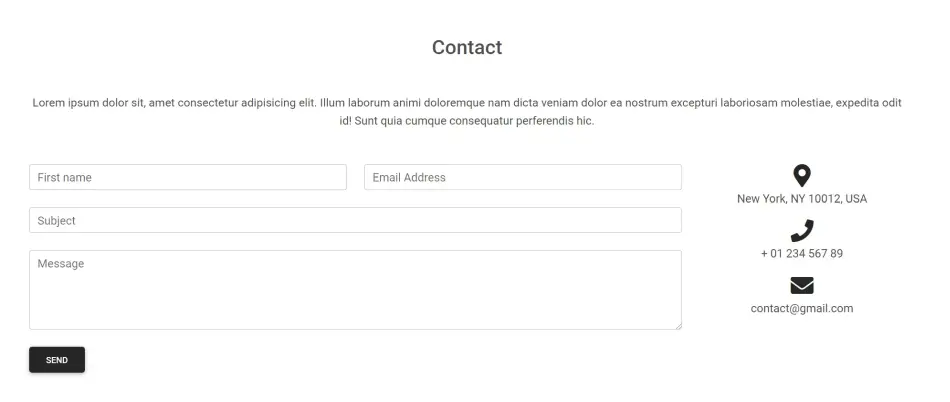 Contact
Lorem ipsum dolor sit, amet consectetur adipisicing elit. Illum laborum animi doloremque nam dicta veniam dolor ea nostrum excepturi laboriosam molestiae, expedita odit
id! Sunt quia cumque consequatur perferendis hic.
First name
Email Address
Subject
Message
SEND
New York, NY 10012, USA
+ 01 234 567 89
contact@gmail.com